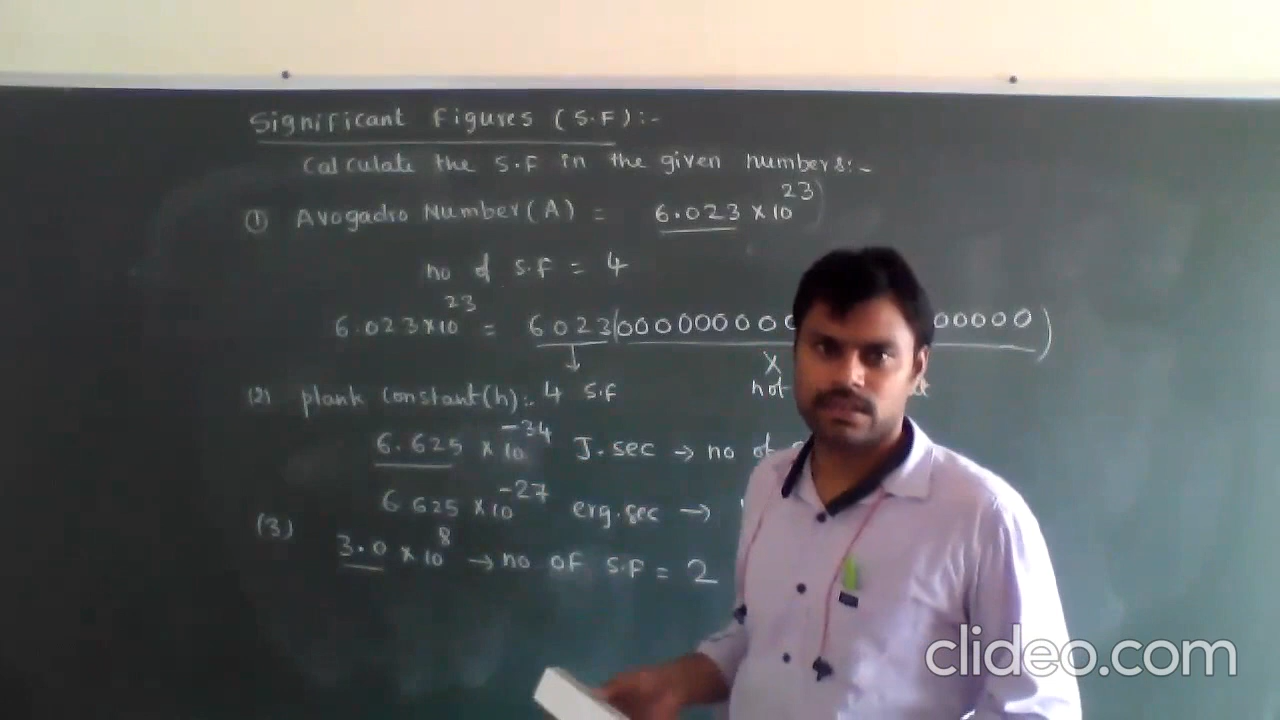 Significant Figures (S.F) :-
Calculate the S.F in the given numbers:-
① Avogadro Number(A) = 6.023 × 10^23
no of S.F = 4
6.023×10^23 = 6023(000000000 00000)
X
not
(2) plank constant(h):- 4 S.F
6.625 × 10^-34 J.sec → no of
6.625 × 10^-27 erg.sec →
(3) 3.0 × 10^8 → no of S.F = 2
clideo.com